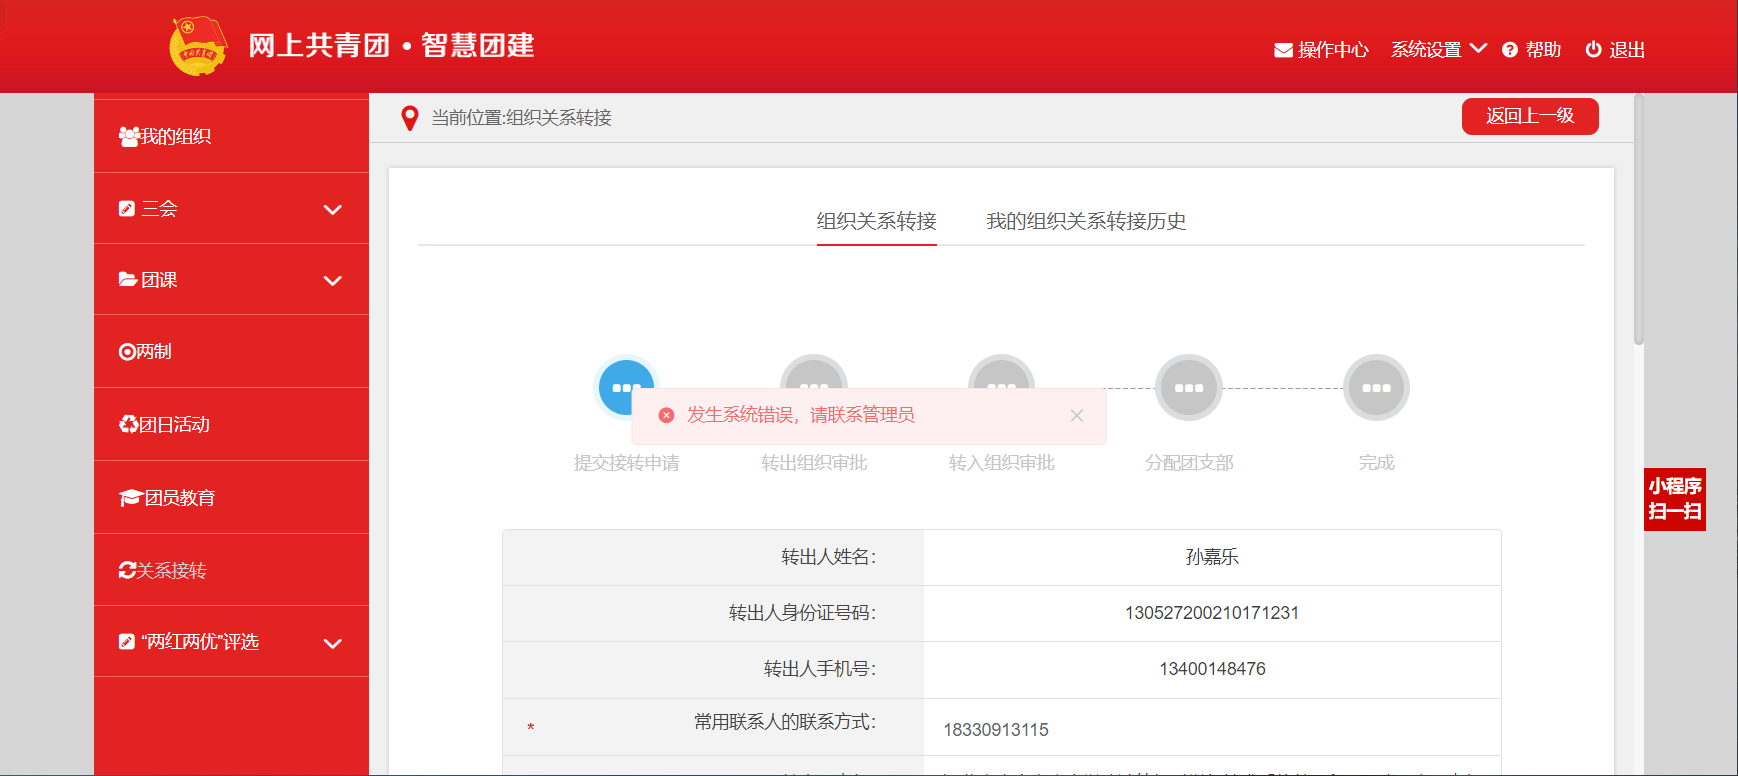 网上共青团·智慧团建
操作中心 系统设置 帮助 退出
我的组织
三会
团课
两制
团日活动
团员教育
关系接转
“两红两优”评选
当前位置:组织关系转接
返回上一级
组织关系转接 我的组织关系转接历史
发生系统错误，请联系管理员
提交接转申请 转出组织审批 转入组织审批 分配团支部 完成
转出人姓名： 孙嘉乐
转出人身份证号码： 130527200210171231
转出人手机号： 13400148476
* 常用联系人的联系方式： 18330913115
小程序
扫一扫